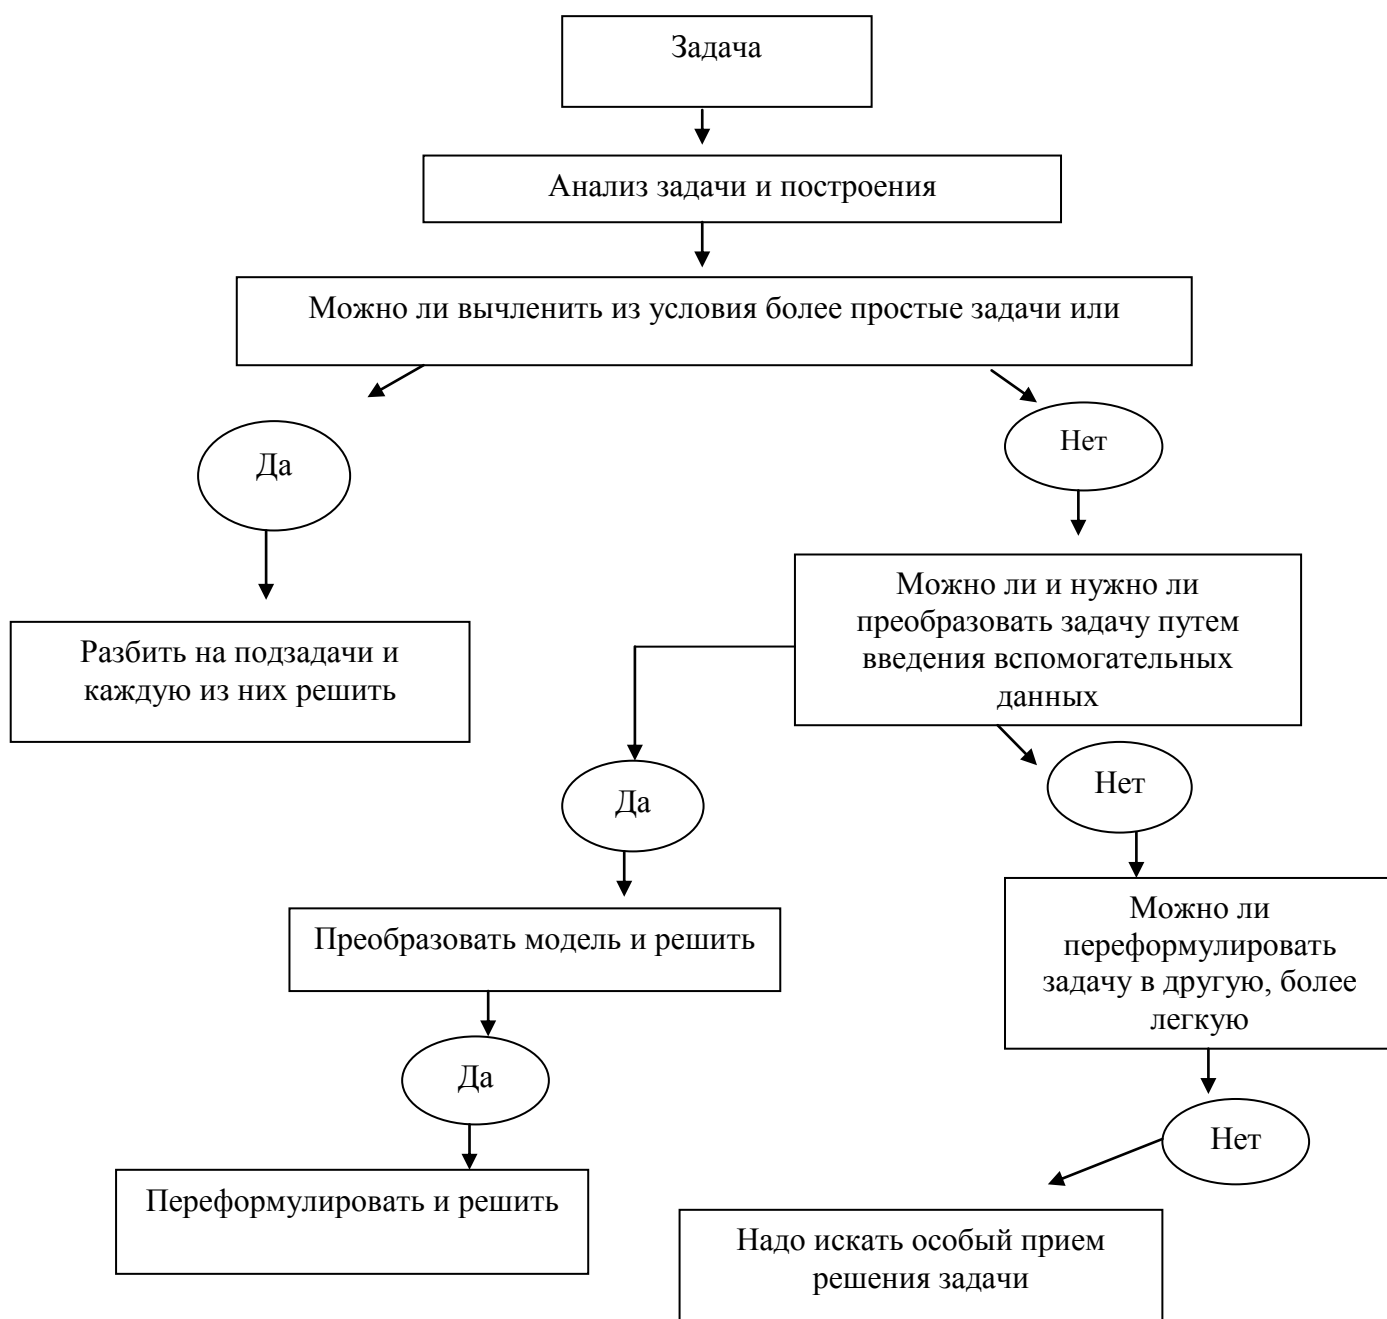 Задача
Анализ задачи и построения
Можно ли вычленить из условия более простые задачи или
Да
Нет
Разбить на подзадачи и
каждую из них решить
Можно ли и нужно ли
преобразовать задачу путем
введения вспомогательных
данных
Да
Нет
Преобразовать модель и решить
Можно ли
переформулировать
задачу в другую, более
легкую
Да
Нет
Переформулировать и решить
Надо искать особый прием
решения задачи